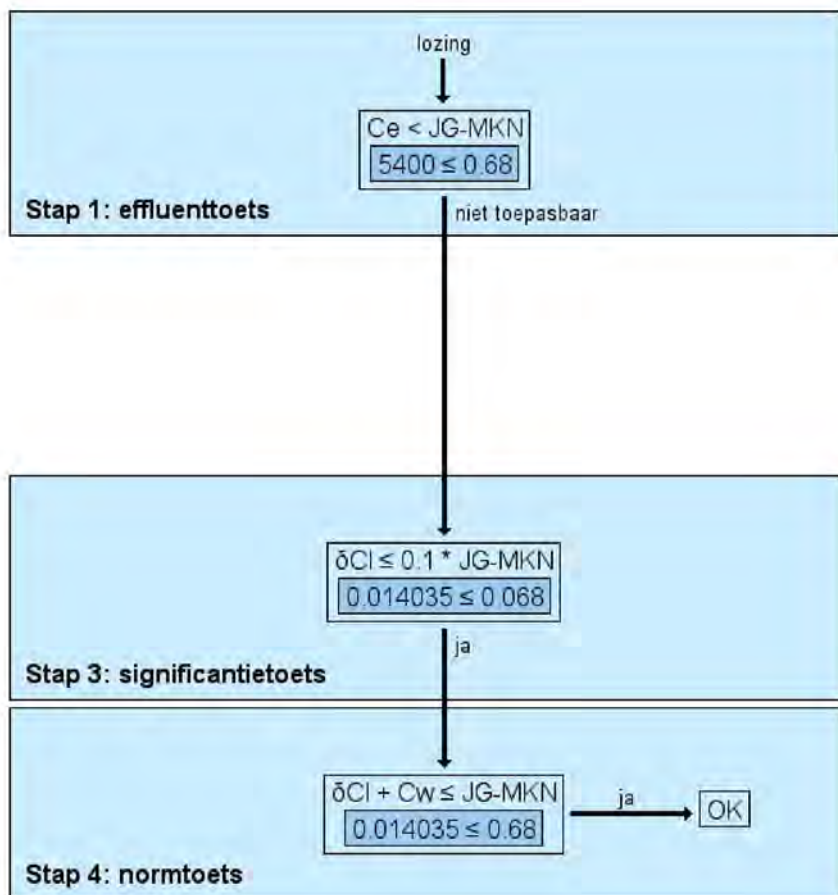 lozing
Ce < JG-MKN
5400 ≤ 0.68
Stap 1: effluenttoets
niet toepasbaar
δCl ≤ 0.1 * JG-MKN
0.014035 ≤ 0.068
ja
Stap 3: significantietoets
δCl + Cw ≤ JG-MKN
0.014035 ≤ 0.68
ja
OK
Stap 4: normtoets